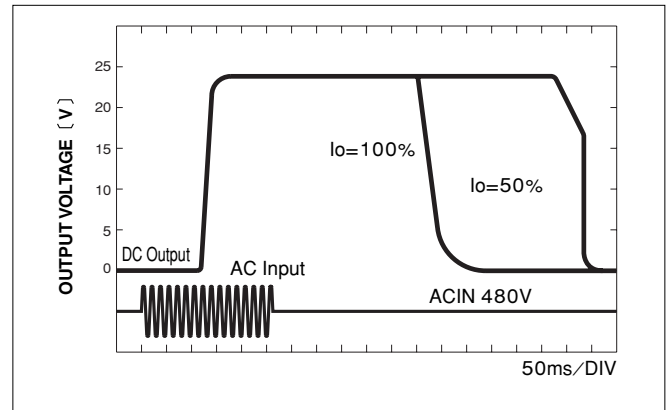 OUTPUT VOLTAGE〔V〕
25
20
15
10
5
0
Io=100%
Io=50%
DC Output
AC Input
ACIN 480V
50ms／DIV